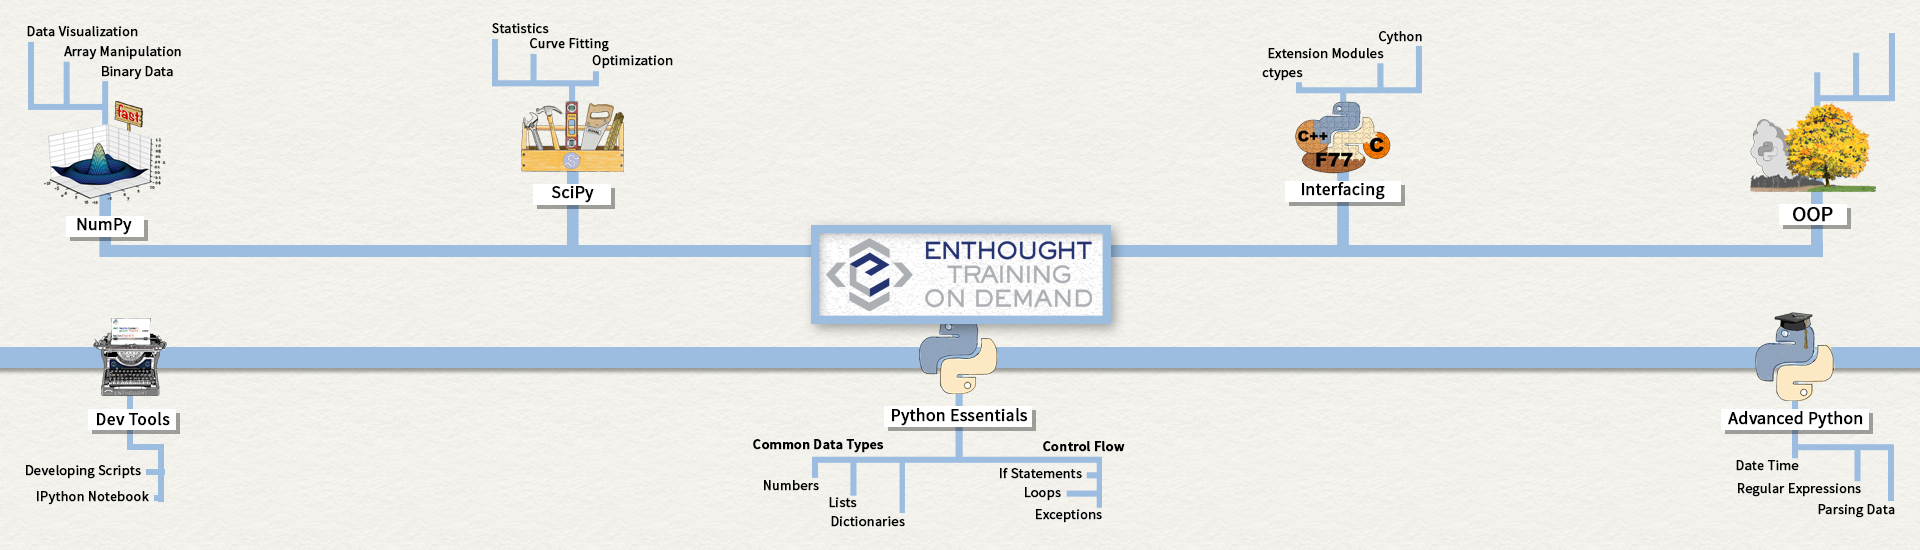 Data Visualization
Array Manipulation
Binary Data
fast
NumPy
Statistics
Curve Fitting
Optimization
SciPy
Cython
Extension Modules
ctypes
C++
C
F77
Interfacing
OOP
ENTHOUGHT
TRAINING
ON DEMAND
Dev Tools
Developing Scripts
IPython Notebook
Python Essentials
Common Data Types
Numbers
Lists
Dictionaries
Control Flow
If Statements
Loops
Exceptions
Advanced Python
Date Time
Regular Expressions
Parsing Data